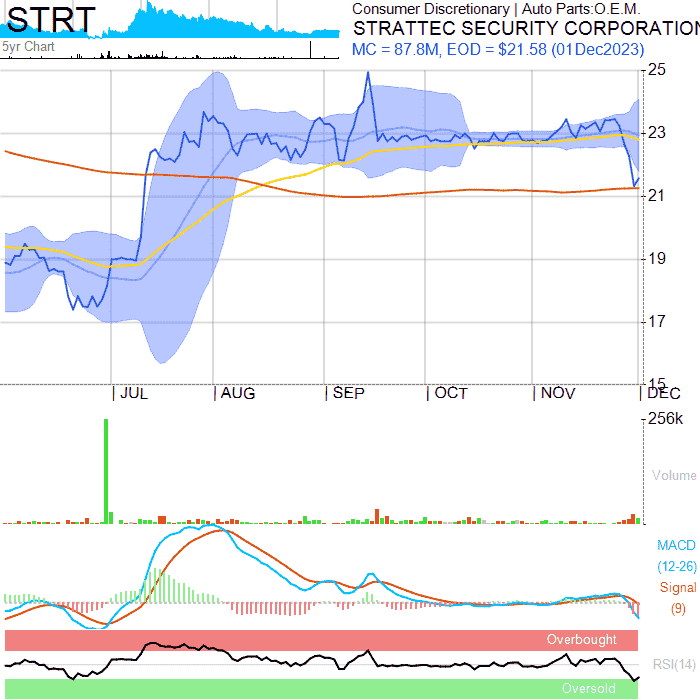 STRT
5yr Chart
Consumer Discretionary | Auto Parts:O.E.M.
STRATTEC SECURITY CORPORATION
MC = 87.8M, EOD = $21.58 (01Dec2023)
25
23
21
19
17
15
JUL AUG SEP OCT NOV DEC
256k
Volume
MACD
(12-26)
Signal
(9)
Overbought
RSI(14)
Oversold